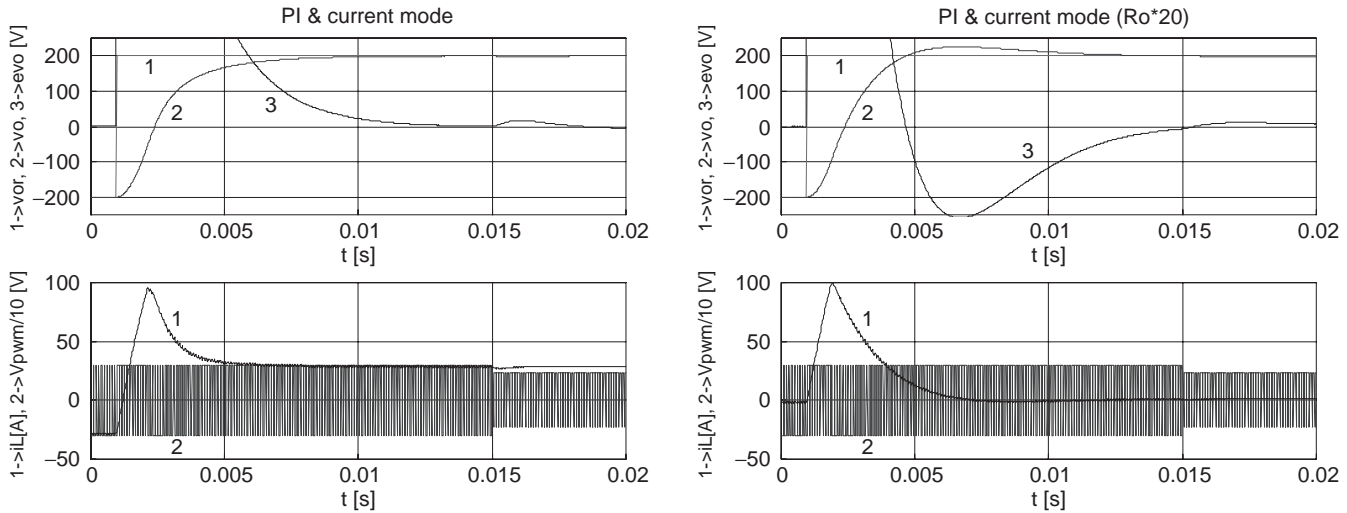 PI & current mode
1->vor, 2->vo, 3->evo [V]
200
100
0
−100
−200
1
2
3
0 0.005 0.01 0.015 0.02
t [s]
PI & current mode (Ro*20)
1->vor, 2->vo, 3->evo [V]
200
100
0
−100
−200
1
2
3
0 0.005 0.01 0.015 0.02
t [s]
1->iL[A], 2->Vpwm/10 [V]
100
50
0
−50
1
2
0 0.005 0.01 0.015 0.02
t [s]
1->iL[A], 2->Vpwm/10 [V]
100
50
0
−50
1
2
0 0.005 0.01 0.015 0.02
t [s]